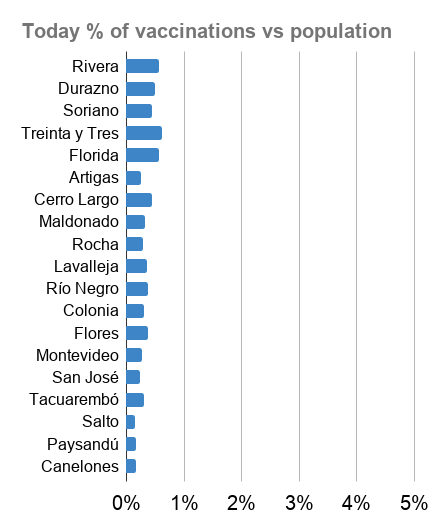 Today % of vaccinations vs population
Rivera
Durazno
Soriano
Treinta y Tres
Florida
Artigas
Cerro Largo
Maldonado
Rocha
Lavalleja
Río Negro
Colonia
Flores
Montevideo
San José
Tacuarembó
Salto
Paysandú
Canelones
0% 1% 2% 3% 4% 5%